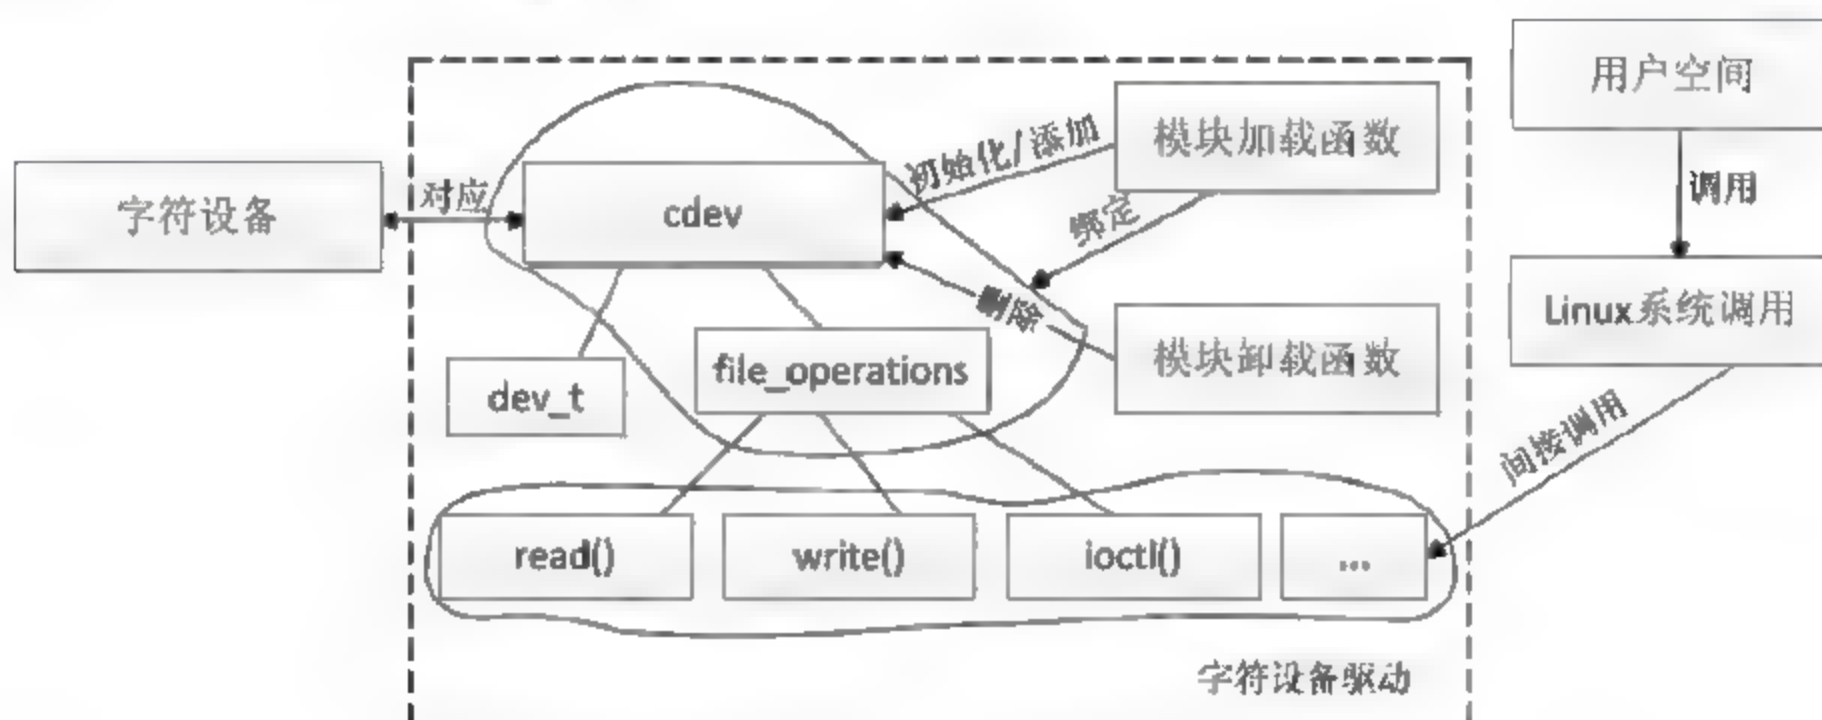 用户空间
模块加载函数
初始化/添加
调用
字符设备
对应
cdev
绑定
删除
Linux系统调用
模块卸载函数
file_operations
dev_t
间接调用
read()
write()
ioctl()
...
字符设备驱动